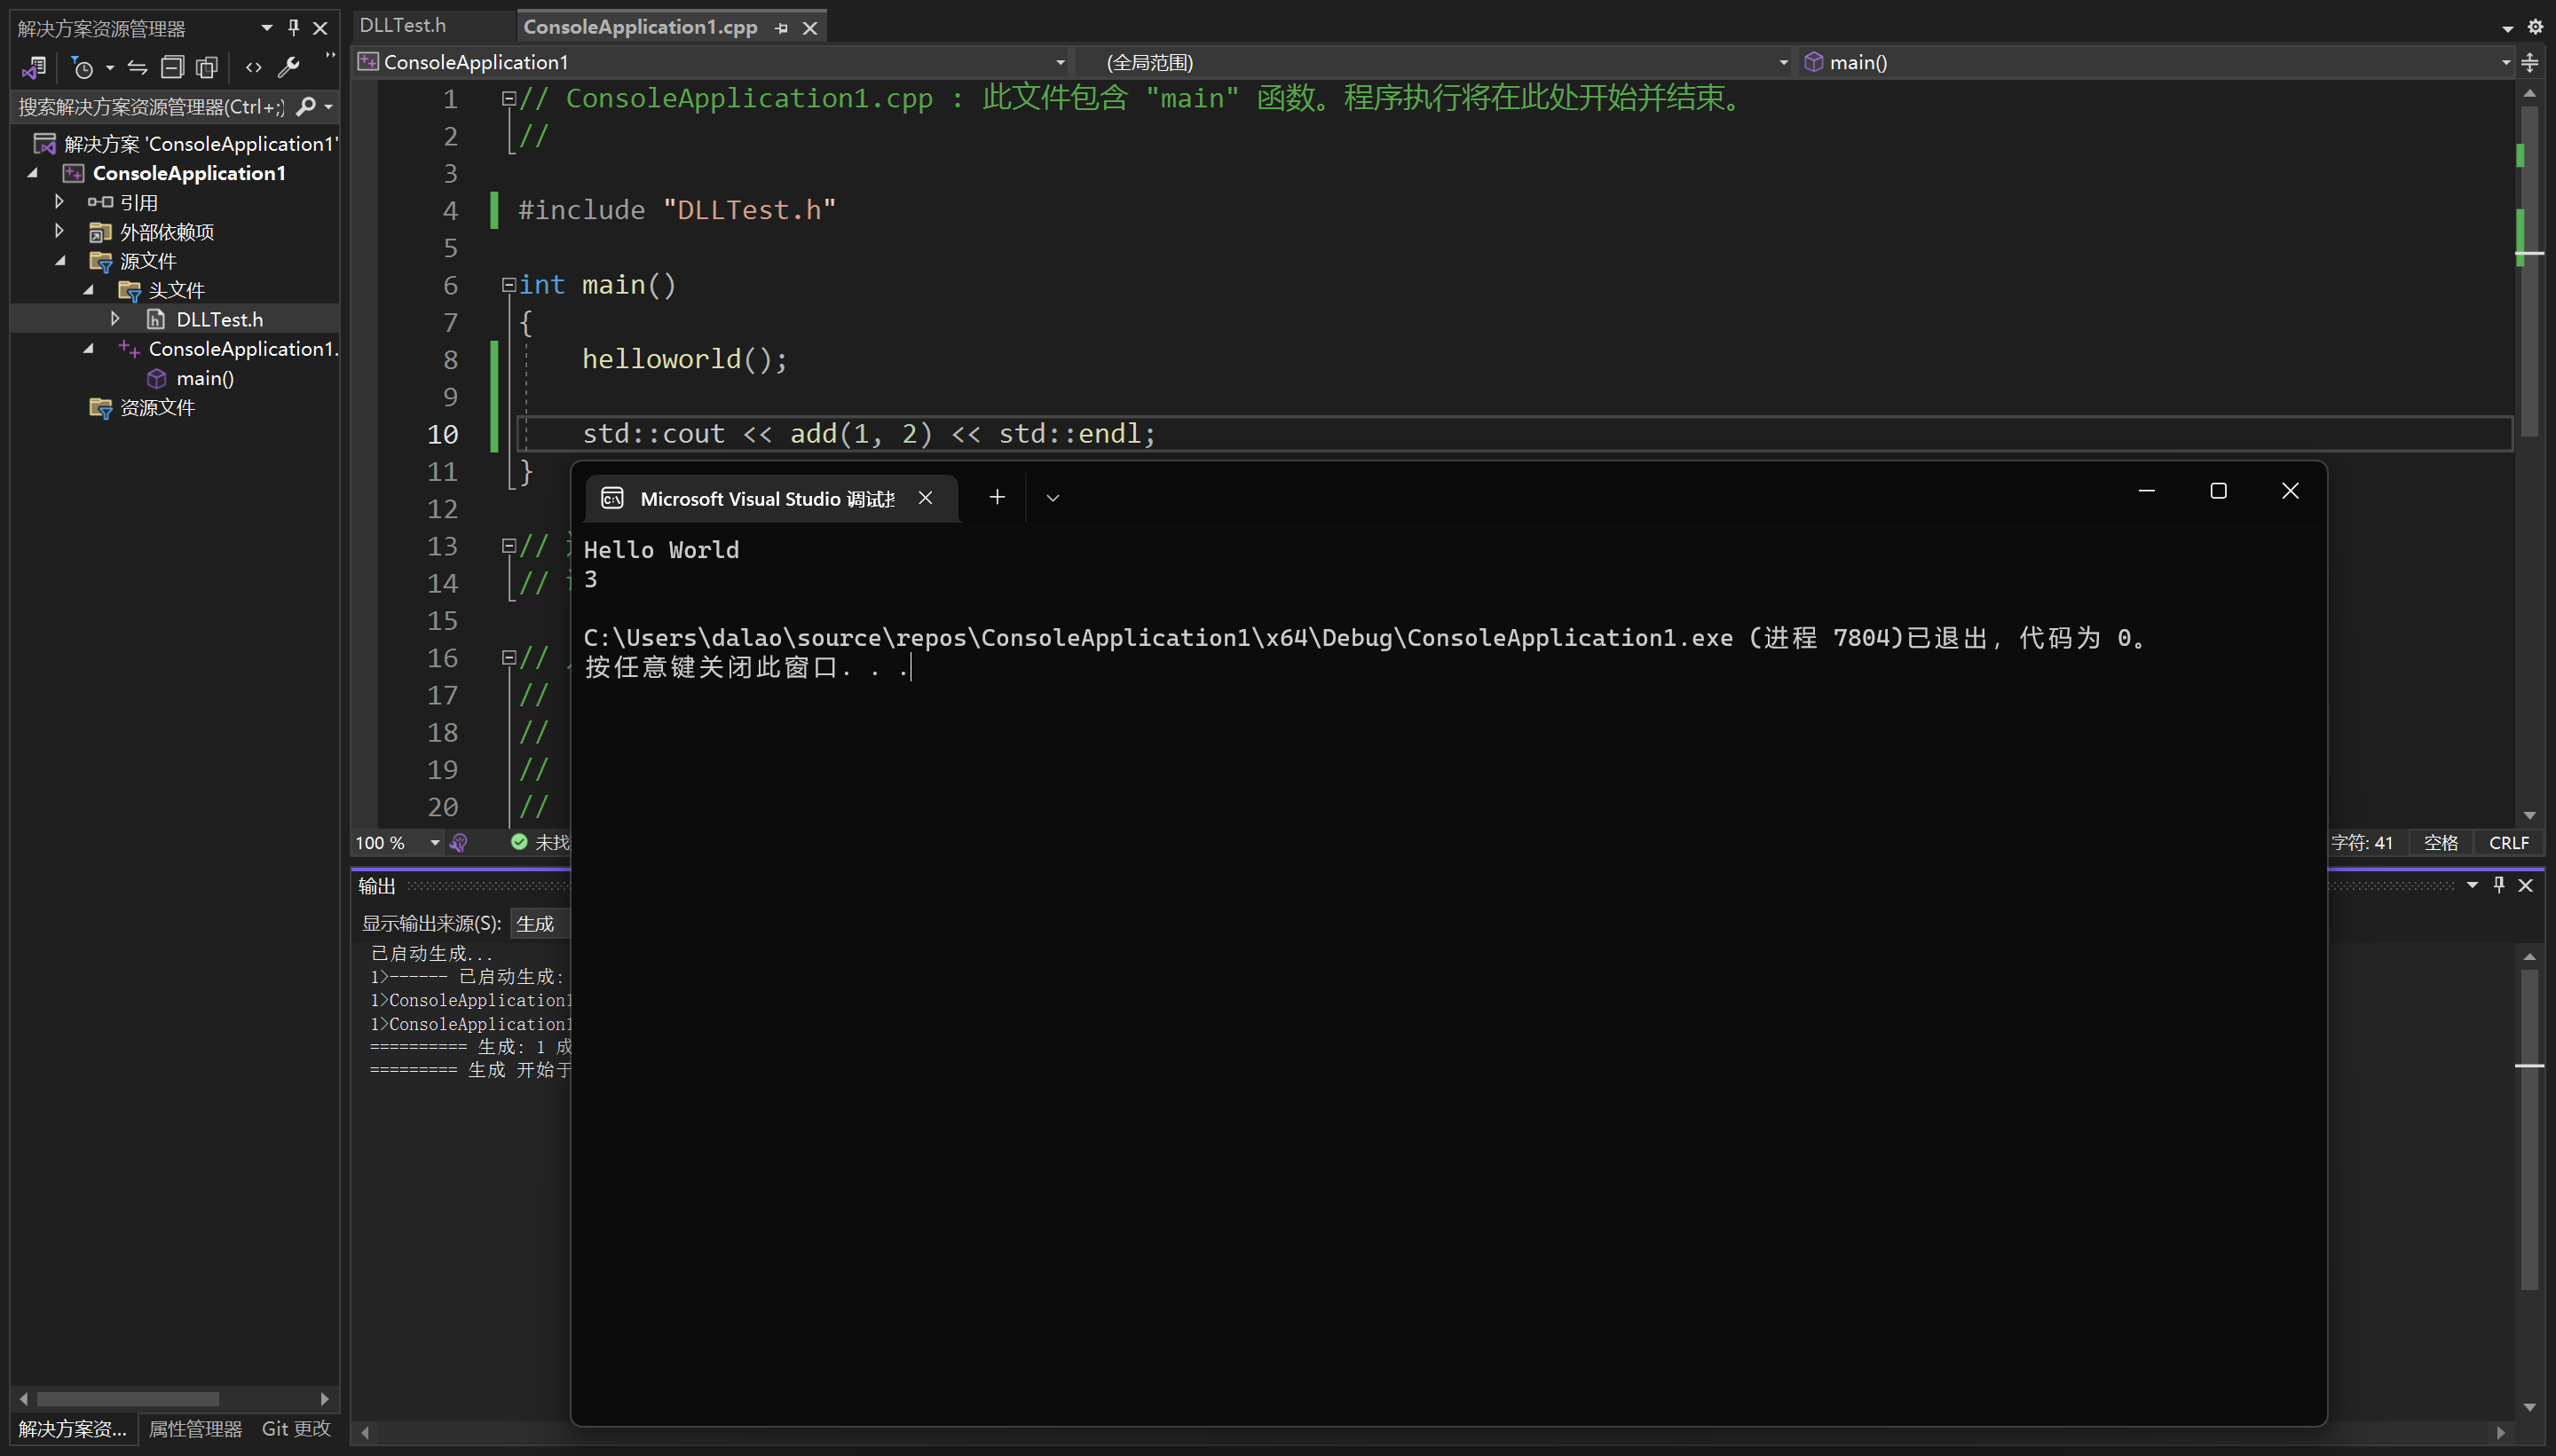 解决方案资源管理器
搜索解决方案资源管理器(Ctrl+;)
解决方案 'ConsoleApplication1'
ConsoleApplication1
引用
外部依赖项
源文件
头文件
DLLTest.h
ConsoleApplication1.
main()
资源文件
解决方案资... 属性管理器 Git 更改
DLLTest.h ConsoleApplication1.cpp
ConsoleApplication1 (全局范围) main()
1 // ConsoleApplication1.cpp : 此文件包含 "main" 函数。程序执行将在此处开始并结束。
2 //
3
4 #include "DLLTest.h"
5
6 int main()
7 {
8 helloworld();
9
10 std::cout << add(1, 2) << std::endl;
11 }
12
13 //
14 //
15
16 //
17 //
18 //
19 //
20 //
100 % 未找
字符: 41 空格 CRLF
Microsoft Visual Studio 调试
Hello World
3
C:\Users\dalao\source\repos\ConsoleApplication1\x64\Debug\ConsoleApplication1.exe (进程 7804)已退出，代码为 0。
按任意键关闭此窗口. . .
输出
显示输出来源(S): 生成
已启动生成...
1>------ 已启动生成:
1>ConsoleApplication1
1>ConsoleApplication1
========== 生成: 1 成
========= 生成 开始于